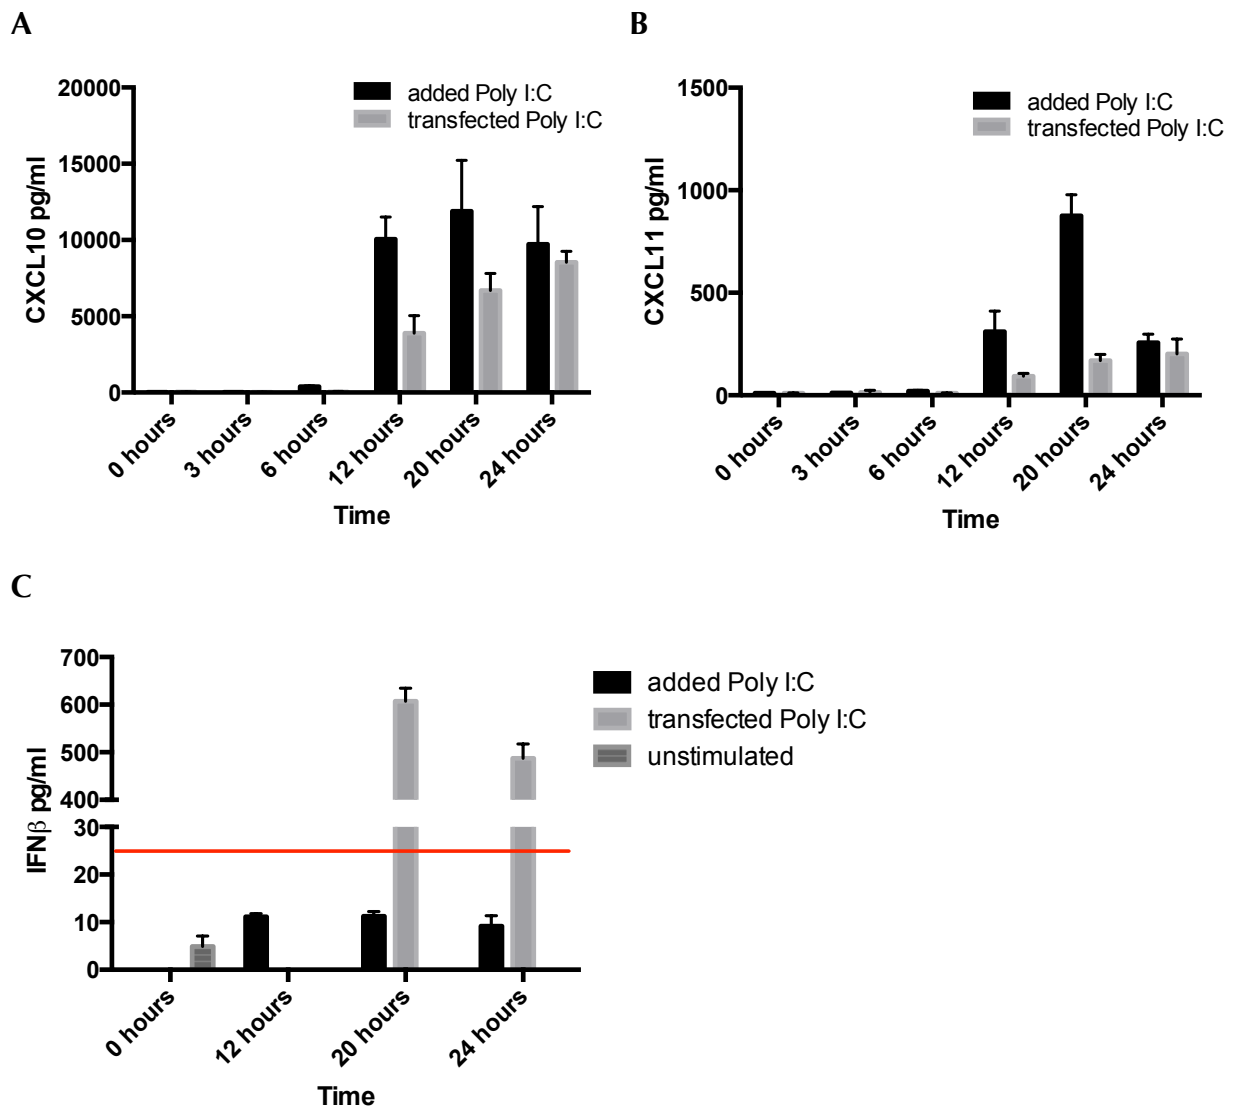 A
B
20000
15000
10000
5000
0
CXCL10 pg/ml
added Poly I:C
transfected Poly I:C
0 hours
3 hours
6 hours
12 hours
20 hours
24 hours
Time
1500
1000
500
0
CXCL11 pg/ml
added Poly I:C
transfected Poly I:C
0 hours
3 hours
6 hours
12 hours
20 hours
24 hours
Time
C
700
600
500
400
30
20
10
0
IFNβ pg/ml
added Poly I:C
transfected Poly I:C
unstimulated
0 hours
12 hours
20 hours
24 hours
Time